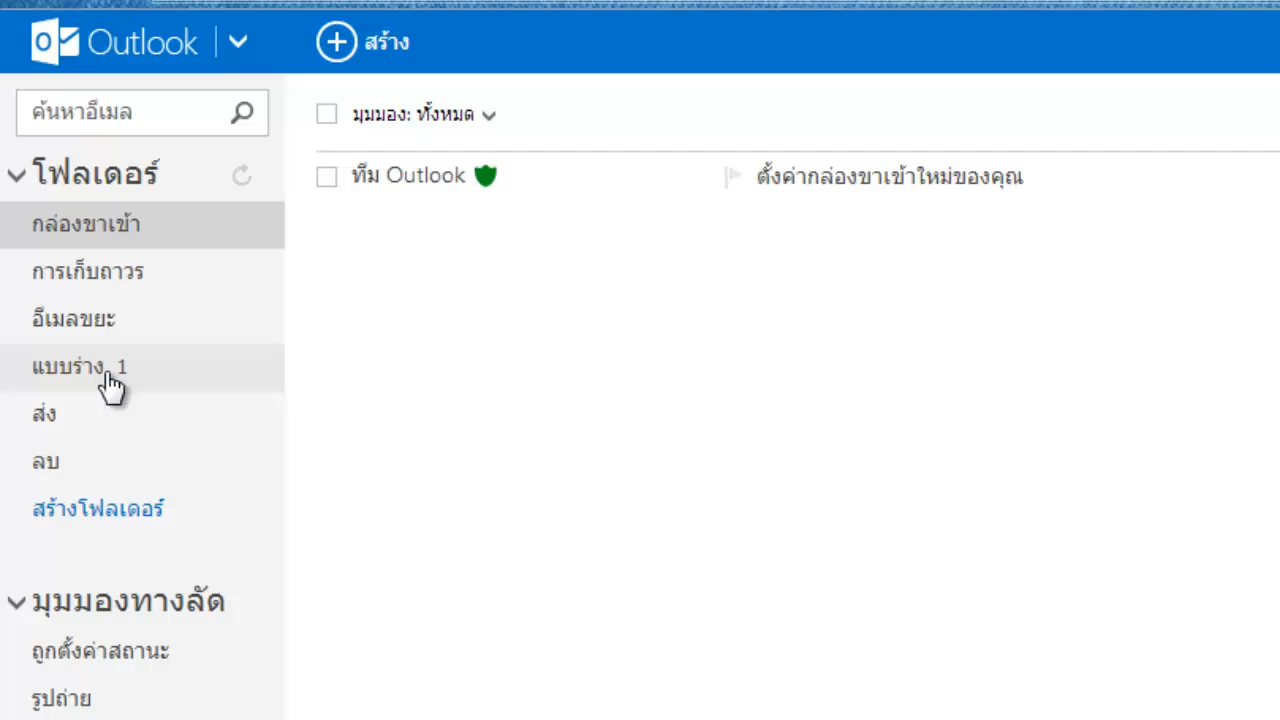 Outlook
สร้าง
ค้นหาอีเมล
มุมมอง: ทั้งหมด
โฟลเดอร์
ทีม Outlook
ตั้งค่ากล่องขาเข้าใหม่ของคุณ
กล่องขาเข้า
การเก็บถาวร
อีเมลขยะ
แบบร่าง 1
ส่ง
ลบ
สร้างโฟลเดอร์
มุมมองทางลัด
ถูกตั้งค่าสถานะ
รูปถ่าย